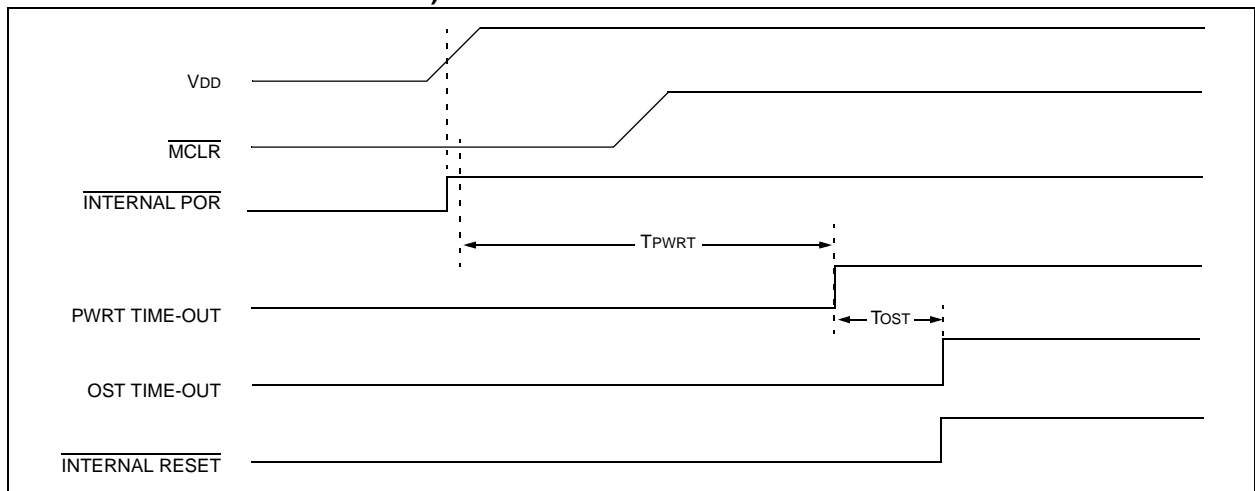 VDD
MCLR
INTERNAL POR
TPWRT
PWRT TIME-OUT
TOST
OST TIME-OUT
INTERNAL RESET